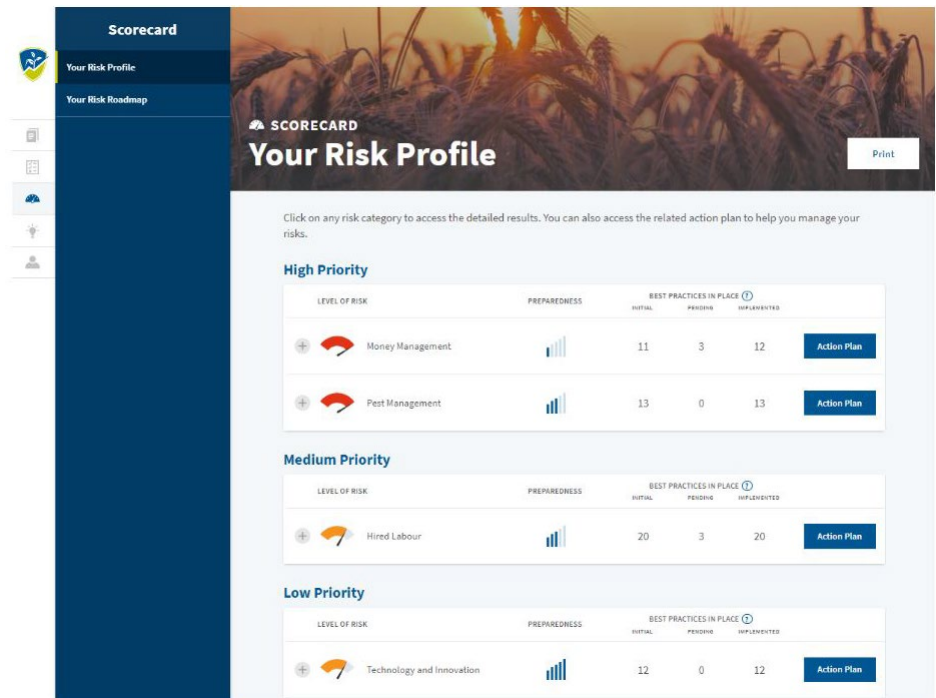 Scorecard
Your Risk Profile
Your Risk Roadmap
SCORECARD
Your Risk Profile
Print
Click on any risk category to access the detailed results. You can also access the related action plan to help you manage your
risks.
High Priority
LEVEL OF RISK PREPAREDNESS BEST PRACTICES IN PLACE ?
INITIAL PENDING IMPLEMENTED
Money Management 11 3 12 Action Plan
Pest Management 13 0 13 Action Plan
Medium Priority
LEVEL OF RISK PREPAREDNESS BEST PRACTICES IN PLACE ?
INITIAL PENDING IMPLEMENTED
Hired Labour 20 3 20 Action Plan
Low Priority
LEVEL OF RISK PREPAREDNESS BEST PRACTICES IN PLACE ?
INITIAL PENDING IMPLEMENTED
Technology and Innovation 12 0 12 Action Plan